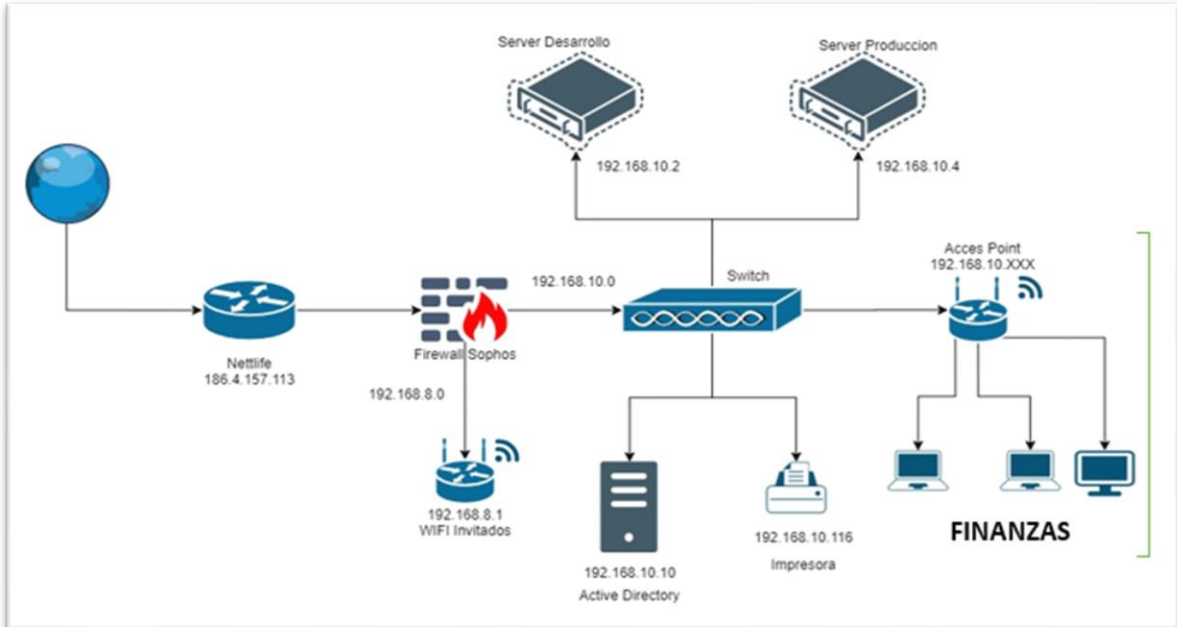 Server Desarrollo
Server Produccion
192.168.10.2
192.168.10.4
Acces Point
192.168.10.XXX
192.168.10.0
Switch
Firewall Sophos
Nettlife
186.4.157.113
192.168.8.0
192.168.8.1
WIFI Invitados
192.168.10.10
Active Directory
192.168.10.116
Impresora
FINANZAS